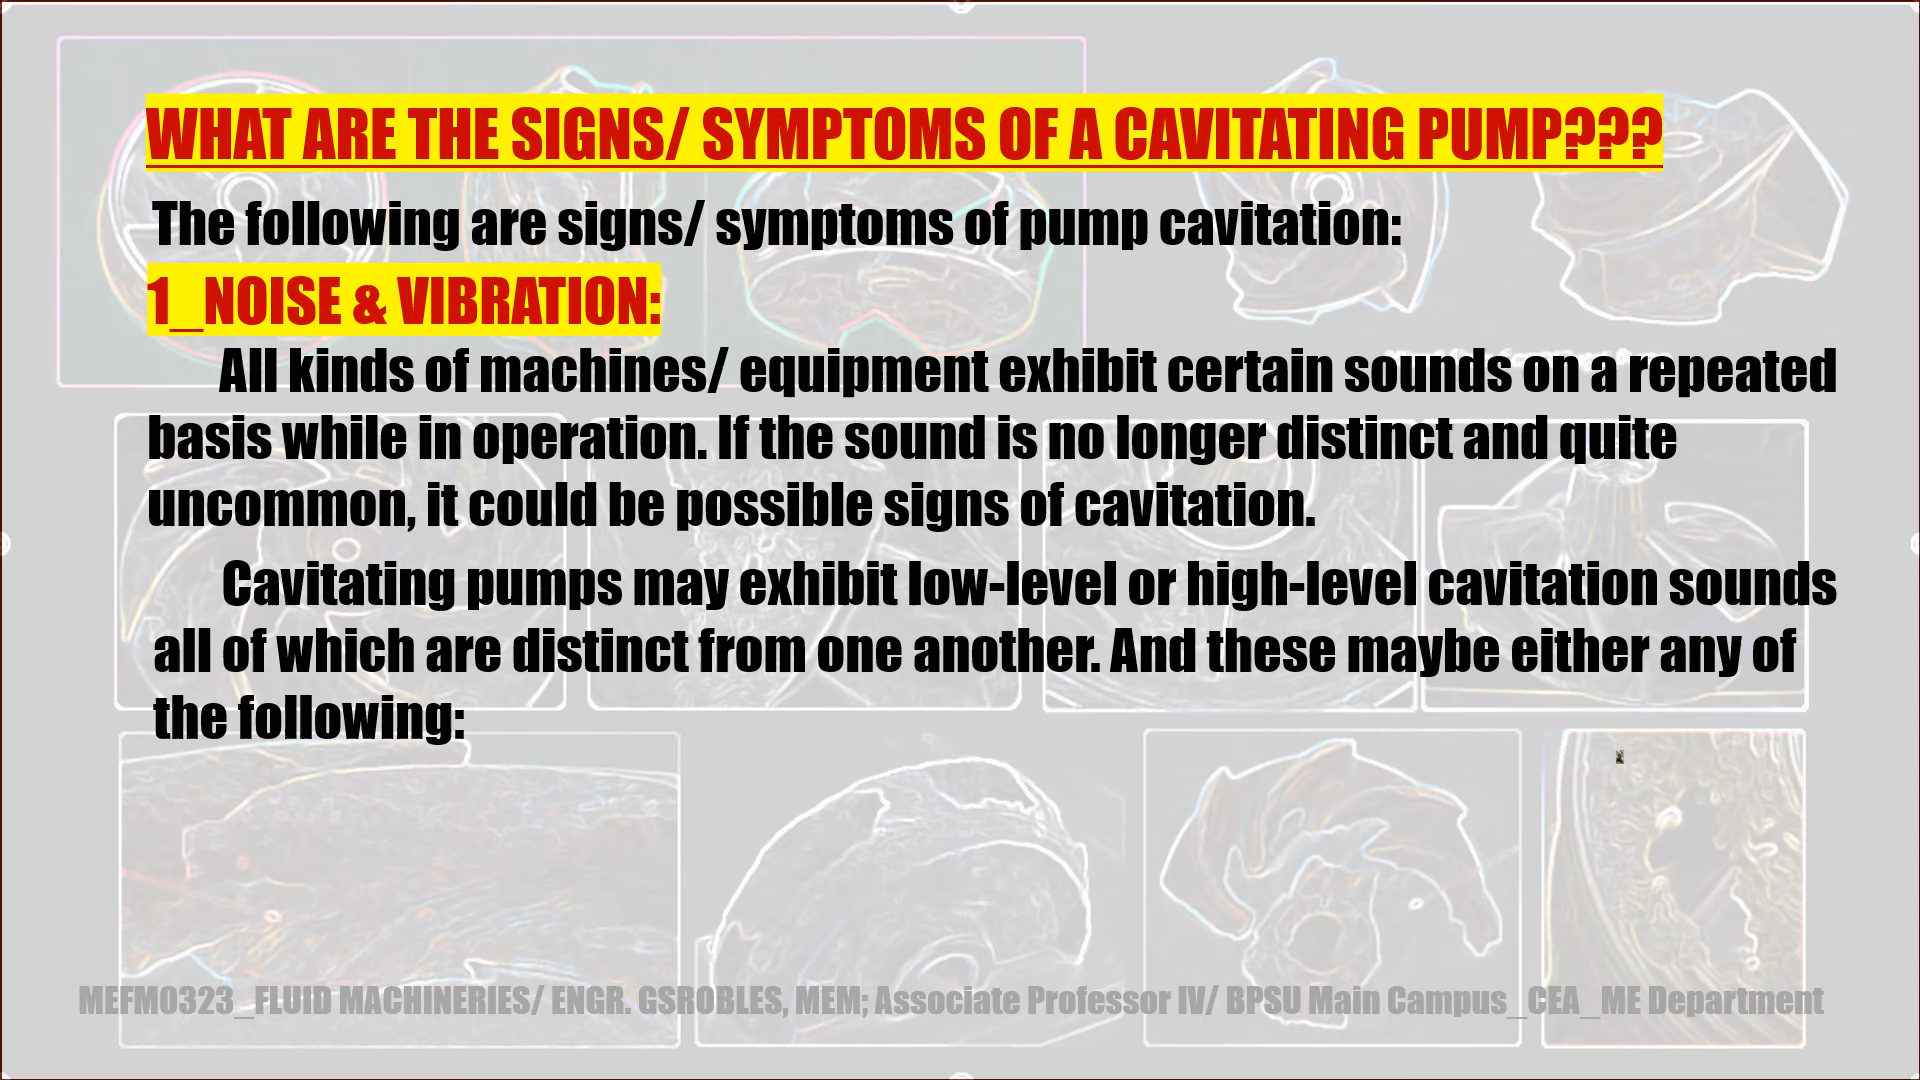 WHAT ARE THE SIGNS/ SYMPTOMS OF A CAVITATING PUMP???
The following are signs/ symptoms of pump cavitation:
1_NOISE & VIBRATION:
All kinds of machines/ equipment exhibit certain sounds on a repeated
basis while in operation. If the sound is no longer distinct and quite
uncommon, it could be possible signs of cavitation.
Cavitating pumps may exhibit low-level or high-level cavitation sounds
all of which are distinct from one another. And these maybe either any of
the following:
MEFM0323_FLUID MACHINERIES/ ENGR. GSROBLES, MEM; Associate Professor IV/ BPSU Main Campus_CEA_ME Department